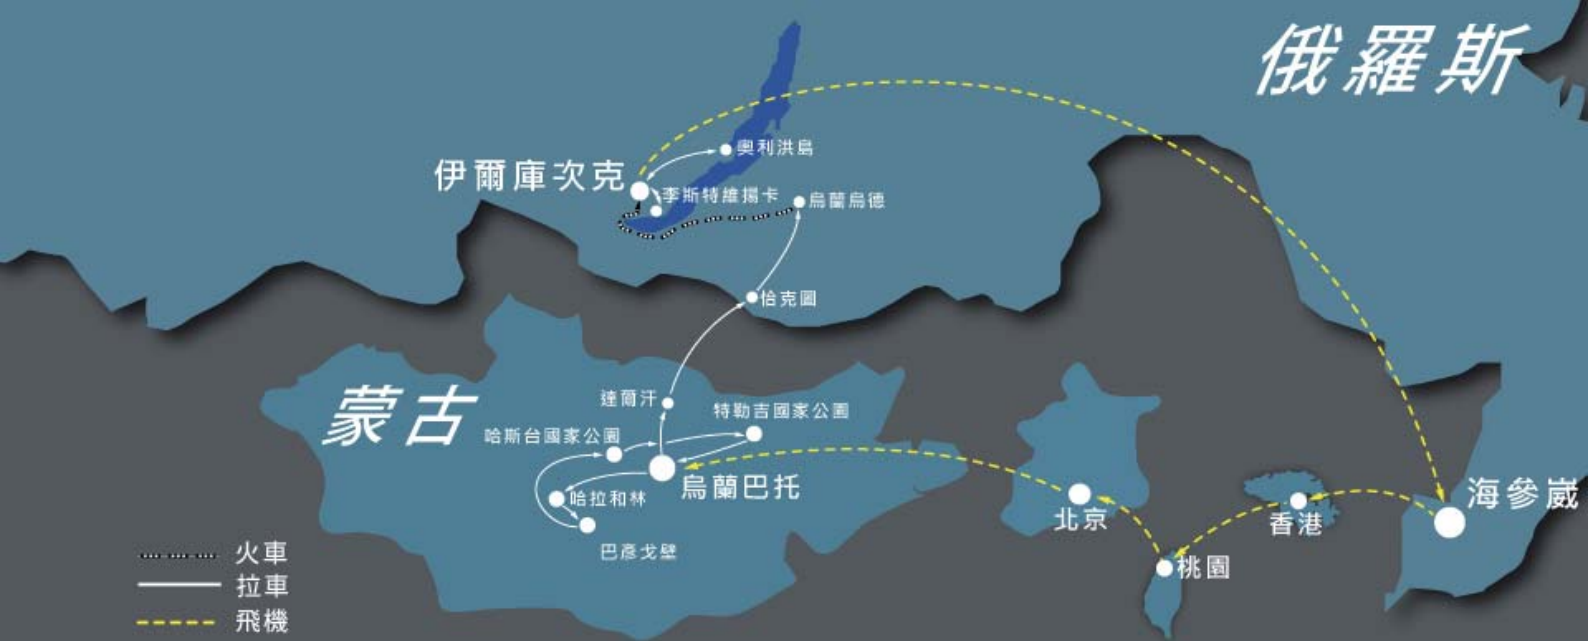 俄羅斯
奧利洪島
伊爾庫次克
李斯特維揚卡
烏蘭烏德
恰克圖
蒙古
達爾汗
特勒吉國家公園
哈斯台國家公園
烏蘭巴托
哈拉和林
巴彥戈壁
北京
香港
海參崴
桃園
火車
拉車
飛機